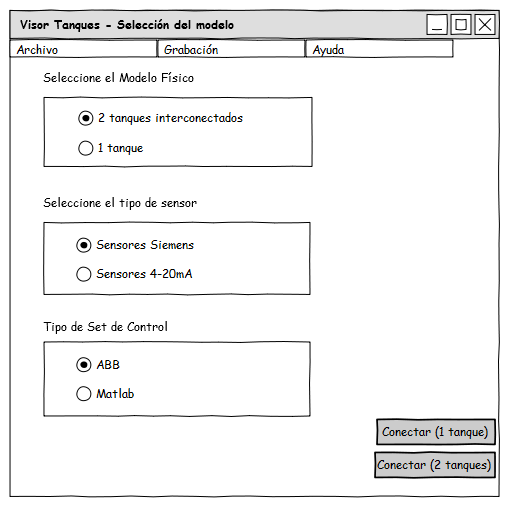 Visor Tanques - Selección del modelo
Archivo Grabación Ayuda
Seleccione el Modelo Físico
2 tanques interconectados
1 tanque
Seleccione el tipo de sensor
Sensores Siemens
Sensores 4-20mA
Tipo de Set de Control
ABB
Matlab
Conectar (1 tanque)
Conectar (2 tanques)